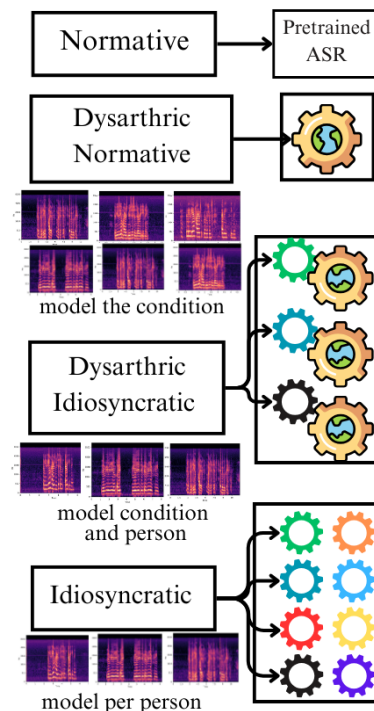 Normative
Pretrained
ASR
Dysarthric
Normative
model the condition
Dysarthric
Idiosyncratic
model condition
and person
Idiosyncratic
model per person